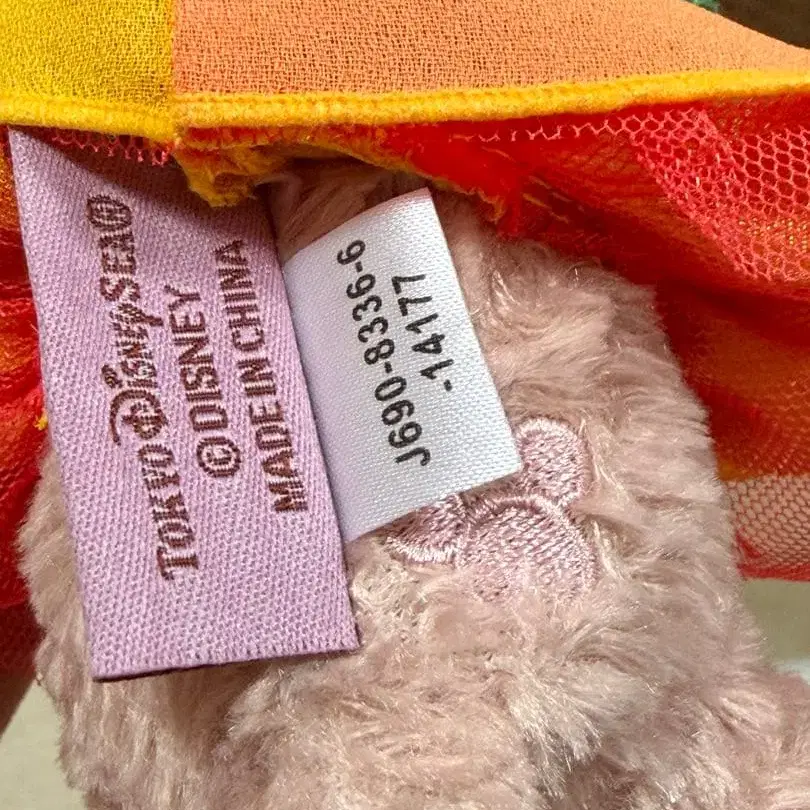 TOKYO DISNEYSEA®
©DISNEY
MADE IN CHINA
J690-8336-6
-14177